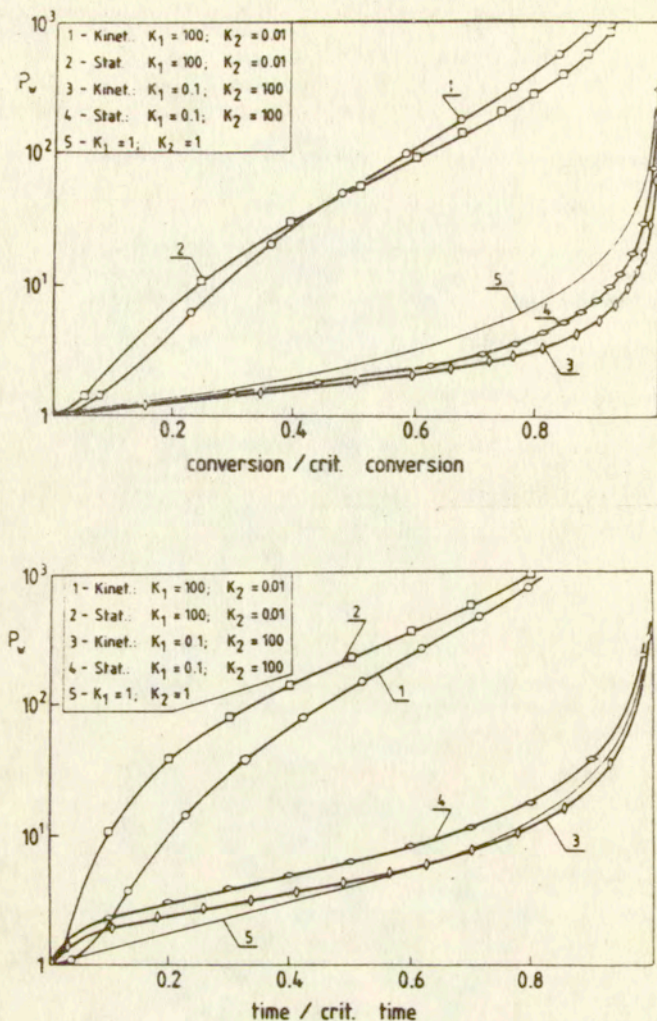 10³
P_w
10²
10¹
1
1 - Kinet.: K₁ = 100; K₂ = 0.01
2 - Stat.: K₁ = 100; K₂ = 0.01
3 - Kinet.: K₁ = 0.1; K₂ = 100
4 - Stat.: K₁ = 0.1; K₂ = 100
5 - K₁ = 1; K₂ = 1
1
2
5
4
3
0.2 0.4 0.6 0.8
conversion / crit. conversion
10³
P_w
10²
10¹
1
1 - Kinet.: K₁ = 100; K₂ = 0.01
2 - Stat.: K₁ = 100; K₂ = 0.01
3 - Kinet.: K₁ = 0.1; K₂ = 100
4 - Stat.: K₁ = 0.1; K₂ = 100
5 - K₁ = 1; K₂ = 1
2
1
4
3
5
0.2 0.4 0.6 0.8
time / crit. time